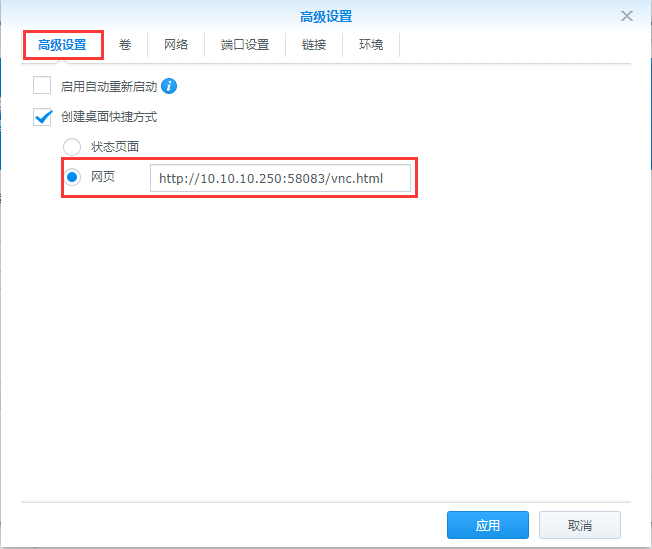 高级设置
高级设置 卷 网络 端口设置 链接 环境
启用自动重新启动
创建桌面快捷方式
状态页面
网页 http://10.10.10.250:58083/vnc.html
应用 取消